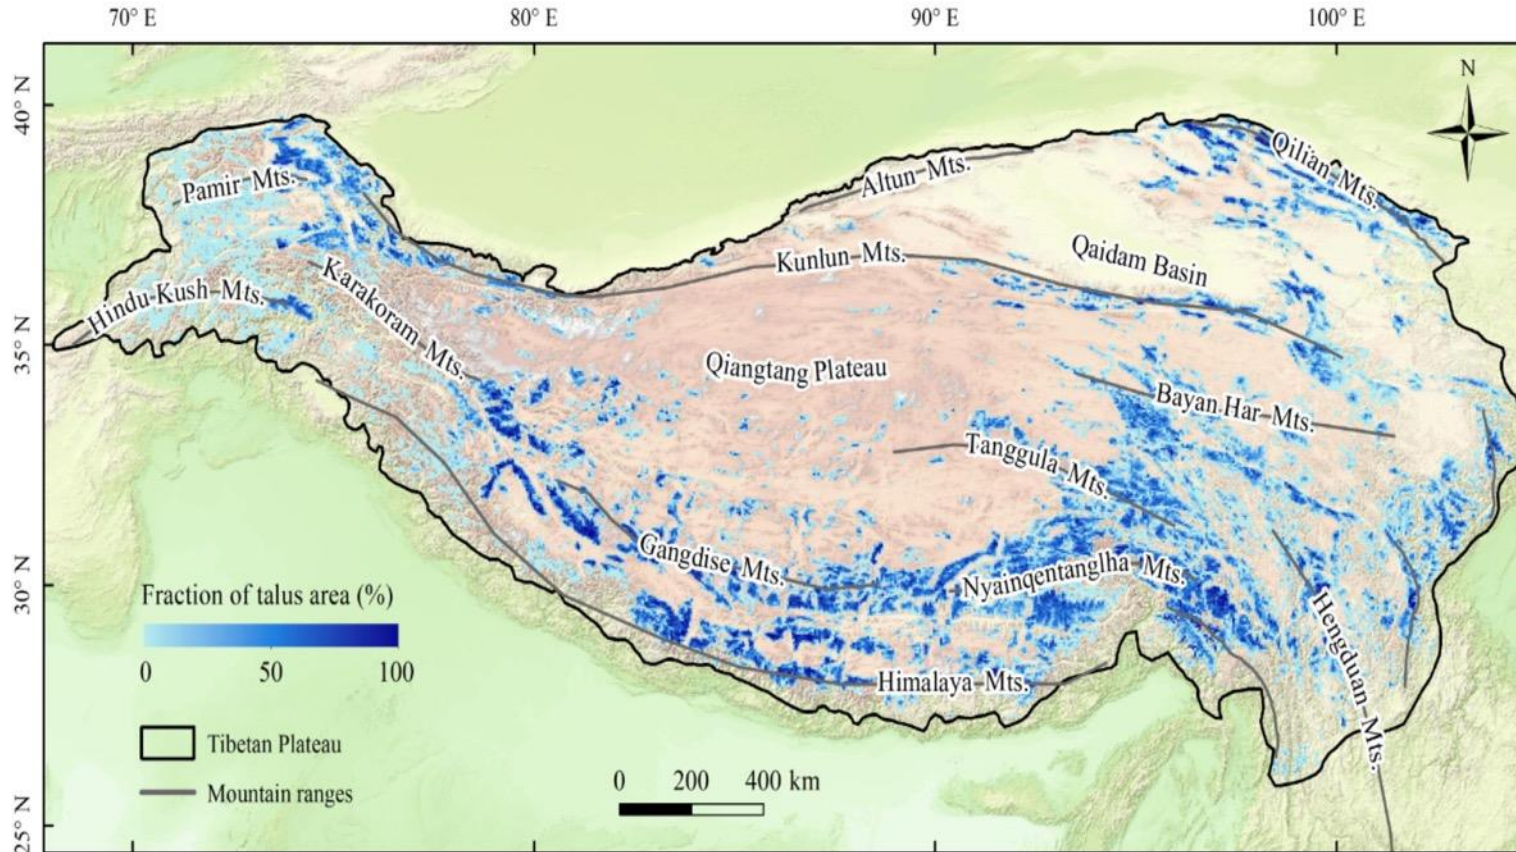 70° E
80° E
90° E
100° E
N
40° N
35° N
30° N
25° N
Qilian Mts.
Altun Mts.
Pamir Mts.
Qaidam Basin
Kunlun Mts.
Karakoram Mts.
Hindu Kush Mts.
Qiangtang Plateau
Bayan Har Mts.
Tanggula Mts.
Gangdise Mts.
Nyainqentanglha Mts.
Hengduan Mts.
Himalaya Mts.
Fraction of talus area (%)
0 50 100
Tibetan Plateau
Mountain ranges
0 200 400 km